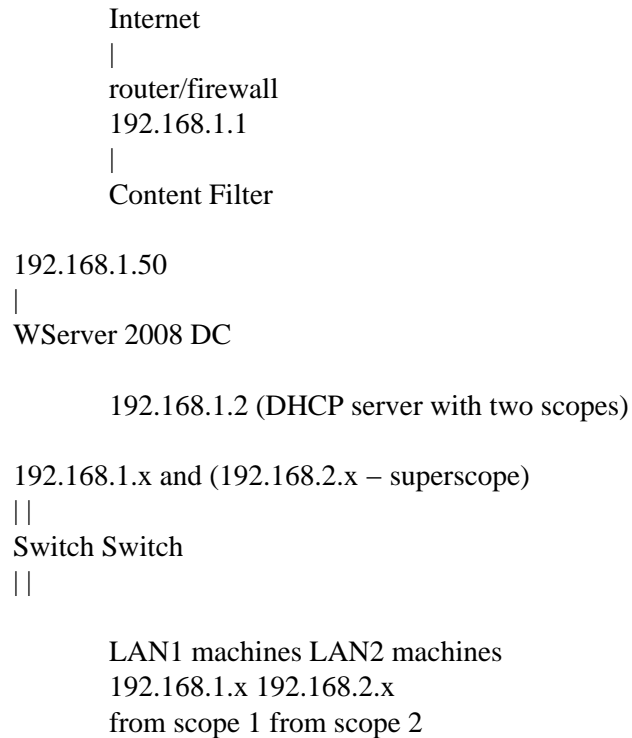 Internet
|
router/firewall
192.168.1.1
|
Content Filter
192.168.1.50
|
WServer 2008 DC
192.168.1.2 (DHCP server with two scopes)
192.168.1.x and (192.168.2.x – superscope)
| |
Switch Switch
| |
LAN1 machines LAN2 machines
192.168.1.x 192.168.2.x
from scope 1 from scope 2